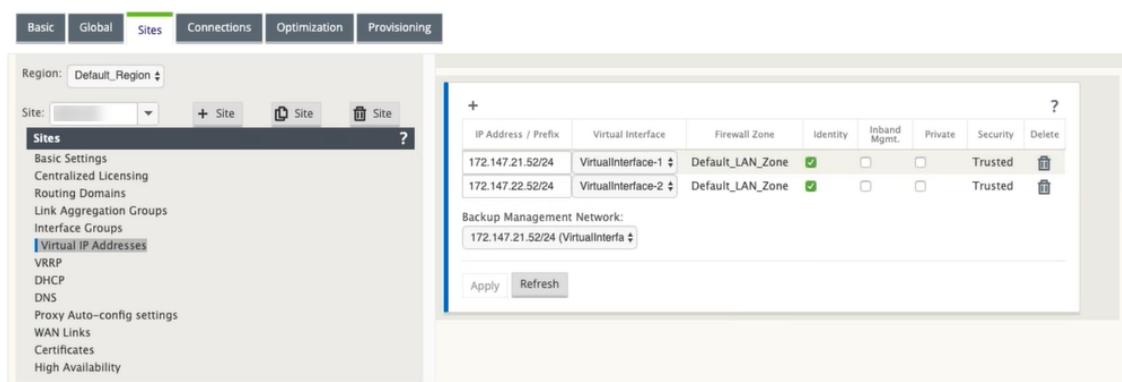 Basic Global Sites Connections Optimization Provisioning
Region: Default_Region
Site: + Site Site Site
Sites ?
Basic Settings
Centralized Licensing
Routing Domains
Link Aggregation Groups
Interface Groups
Virtual IP Addresses
VRRP
DHCP
DNS
Proxy Auto-config settings
WAN Links
Certificates
High Availability
+ ?
IP Address / Prefix Virtual Interface Firewall Zone Identity Inband Mgmt. Private Security Delete
172.147.21.52/24 VirtualInterface-1 Default_LAN_Zone Trusted
172.147.22.52/24 VirtualInterface-2 Default_LAN_Zone Trusted
Backup Management Network:
172.147.21.52/24 (VirtualInterfa
Apply Refresh